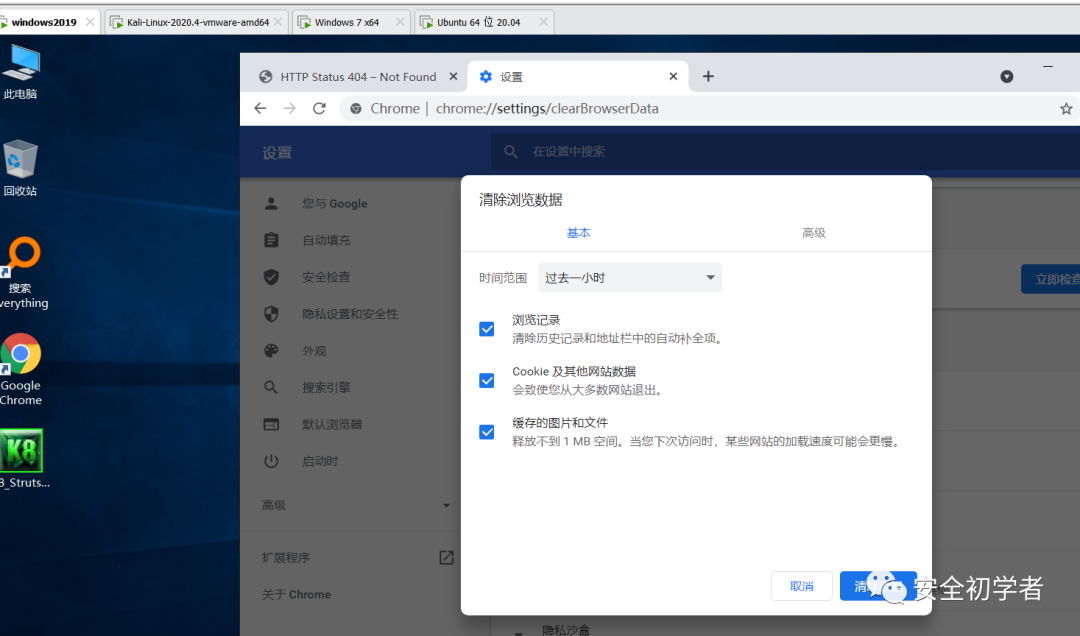 windows2019
Kali-Linux-2020.4-vmware-amd64
Windows 7 x64
Ubuntu 64 位 20.04
此电脑
回收站
搜索
verything
Google
Chrome
K8
8_Struts...
HTTP Status 404 – Not Found
设置
Chrome | chrome://settings/clearBrowserData
设置
在设置中搜索
您与 Google
自动填充
安全检查
隐私设置和安全性
外观
搜索引擎
默认浏览器
启动时
高级
扩展程序
关于 Chrome
清除浏览数据
基本
高级
时间范围
过去一小时
浏览记录
清除历史记录和地址栏中的自动补全项。
Cookie 及其他网站数据
会致使您从大多数网站退出。
缓存的图片和文件
释放不到 1 MB 空间。当您下次访问时，某些网站的加载速度可能会更慢。
取消
清
立即检查
隐私沙盒
安全初学者